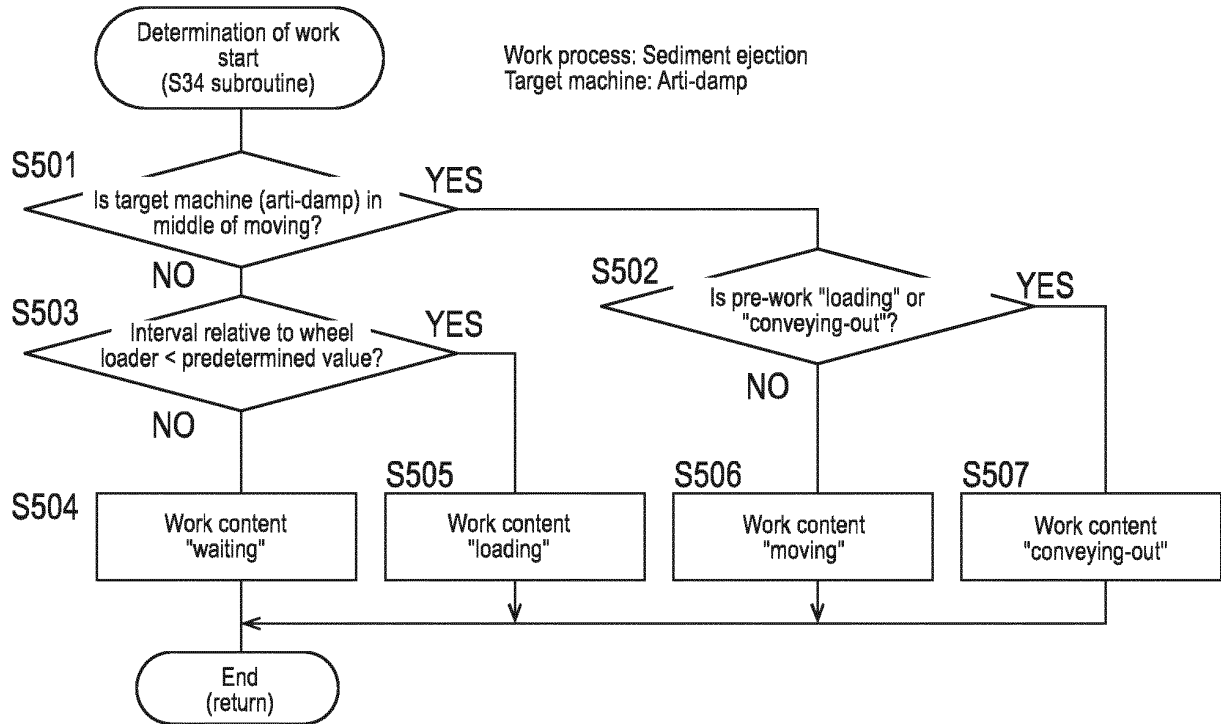 Determination of work
start
(S34 subroutine)
Work process: Sediment ejection
Target machine: Arti-damp
S501
Is target machine (arti-damp) in
middle of moving?
YES
NO
S502
Is pre-work "loading" or
"conveying-out"?
YES
NO
S503
Interval relative to wheel
loader < predetermined value?
YES
NO
S504
Work content
"waiting"
S505
Work content
"loading"
S506
Work content
"moving"
S507
Work content
"conveying-out"
End
(return)